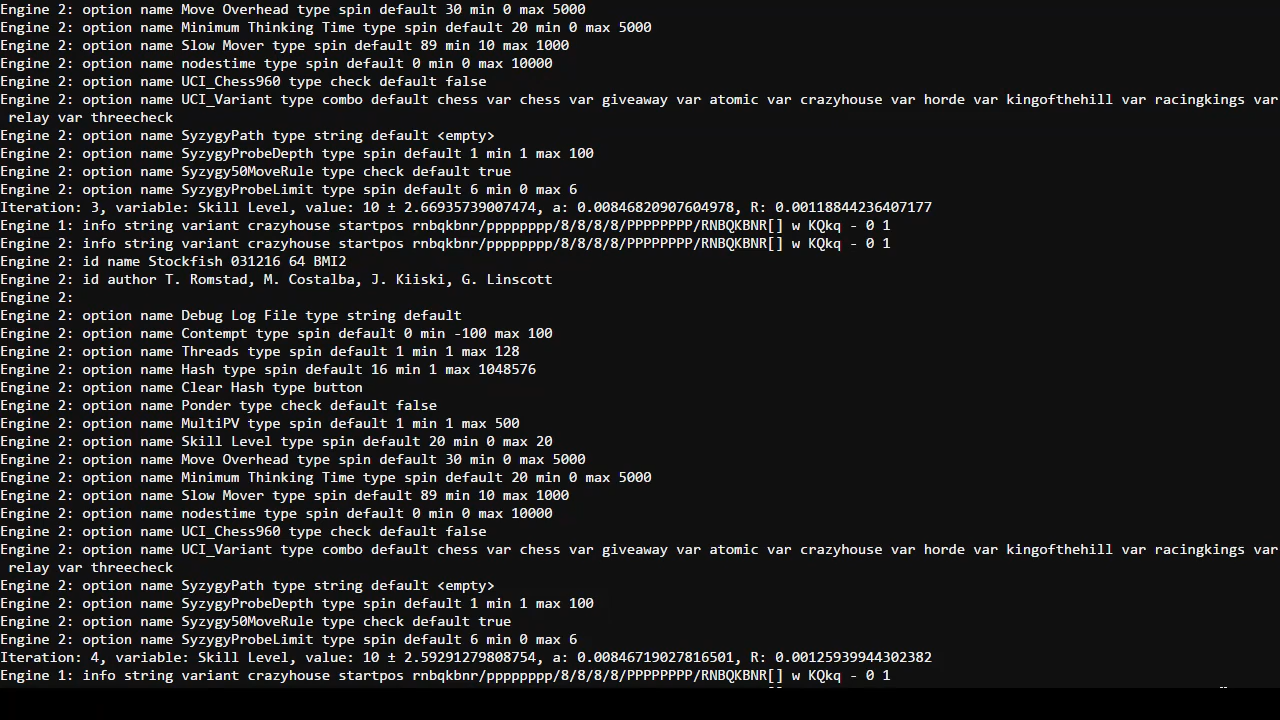 Engine 2: option name Move Overhead type spin default 30 min 0 max 5000
Engine 2: option name Minimum Thinking Time type spin default 20 min 0 max 5000
Engine 2: option name Slow Mover type spin default 89 min 10 max 1000
Engine 2: option name nodestime type spin default 0 min 0 max 10000
Engine 2: option name UCI_Chess960 type check default false
Engine 2: option name UCI_Variant type combo default chess var chess var giveaway var atomic var crazyhouse var horde var kingofthehill var racingkings var
relay var threecheck
Engine 2: option name SyzygyPath type string default <empty>
Engine 2: option name SyzygyProbeDepth type spin default 1 min 1 max 100
Engine 2: option name Syzygy50MoveRule type check default true
Engine 2: option name SyzygyProbeLimit type spin default 6 min 0 max 6
Iteration: 3, variable: Skill Level, value: 10 ± 2.66935739007474, a: 0.00846820907604978, R: 0.00118844236407177
Engine 1: info string variant crazyhouse startpos rnbqkbnr/pppppppp/8/8/8/8/PPPPPPPP/RNBQKBNR[] w KQkq - 0 1
Engine 2: info string variant crazyhouse startpos rnbqkbnr/pppppppp/8/8/8/8/PPPPPPPP/RNBQKBNR[] w KQkq - 0 1
Engine 2: id name Stockfish 031216 64 BMI2
Engine 2: id author T. Romstad, M. Costalba, J. Kiiski, G. Linscott
Engine 2:
Engine 2: option name Debug Log File type string default
Engine 2: option name Contempt type spin default 0 min -100 max 100
Engine 2: option name Threads type spin default 1 min 1 max 128
Engine 2: option name Hash type spin default 16 min 1 max 1048576
Engine 2: option name Clear Hash type button
Engine 2: option name Ponder type check default false
Engine 2: option name MultiPV type spin default 1 min 1 max 500
Engine 2: option name Skill Level type spin default 20 min 0 max 20
Engine 2: option name Move Overhead type spin default 30 min 0 max 5000
Engine 2: option name Minimum Thinking Time type spin default 20 min 0 max 5000
Engine 2: option name Slow Mover type spin default 89 min 10 max 1000
Engine 2: option name nodestime type spin default 0 min 0 max 10000
Engine 2: option name UCI_Chess960 type check default false
Engine 2: option name UCI_Variant type combo default chess var chess var giveaway var atomic var crazyhouse var horde var kingofthehill var racingkings var
relay var threecheck
Engine 2: option name SyzygyPath type string default <empty>
Engine 2: option name SyzygyProbeDepth type spin default 1 min 1 max 100
Engine 2: option name Syzygy50MoveRule type check default true
Engine 2: option name SyzygyProbeLimit type spin default 6 min 0 max 6
Iteration: 4, variable: Skill Level, value: 10 ± 2.59291279808754, a: 0.00846719027816501, R: 0.00125939944302382
Engine 1: info string variant crazyhouse startpos rnbqkbnr/pppppppp/8/8/8/8/PPPPPPPP/RNBQKBNR[] w KQkq - 0 1